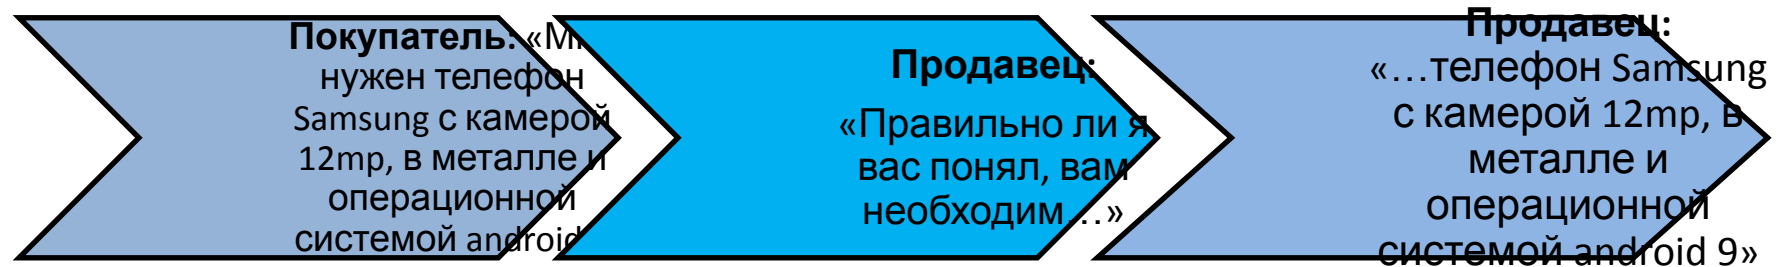 Покупатель: «М
нужен телефон
Samsung с камерой
12mp, в металле и
операционной
системой android
Продавец:
«Правильно ли я
вас понял, вам
необходим…»
Продавец:
«…телефон Samsung
с камерой 12mp, в
металле и
операционной
системой android 9»